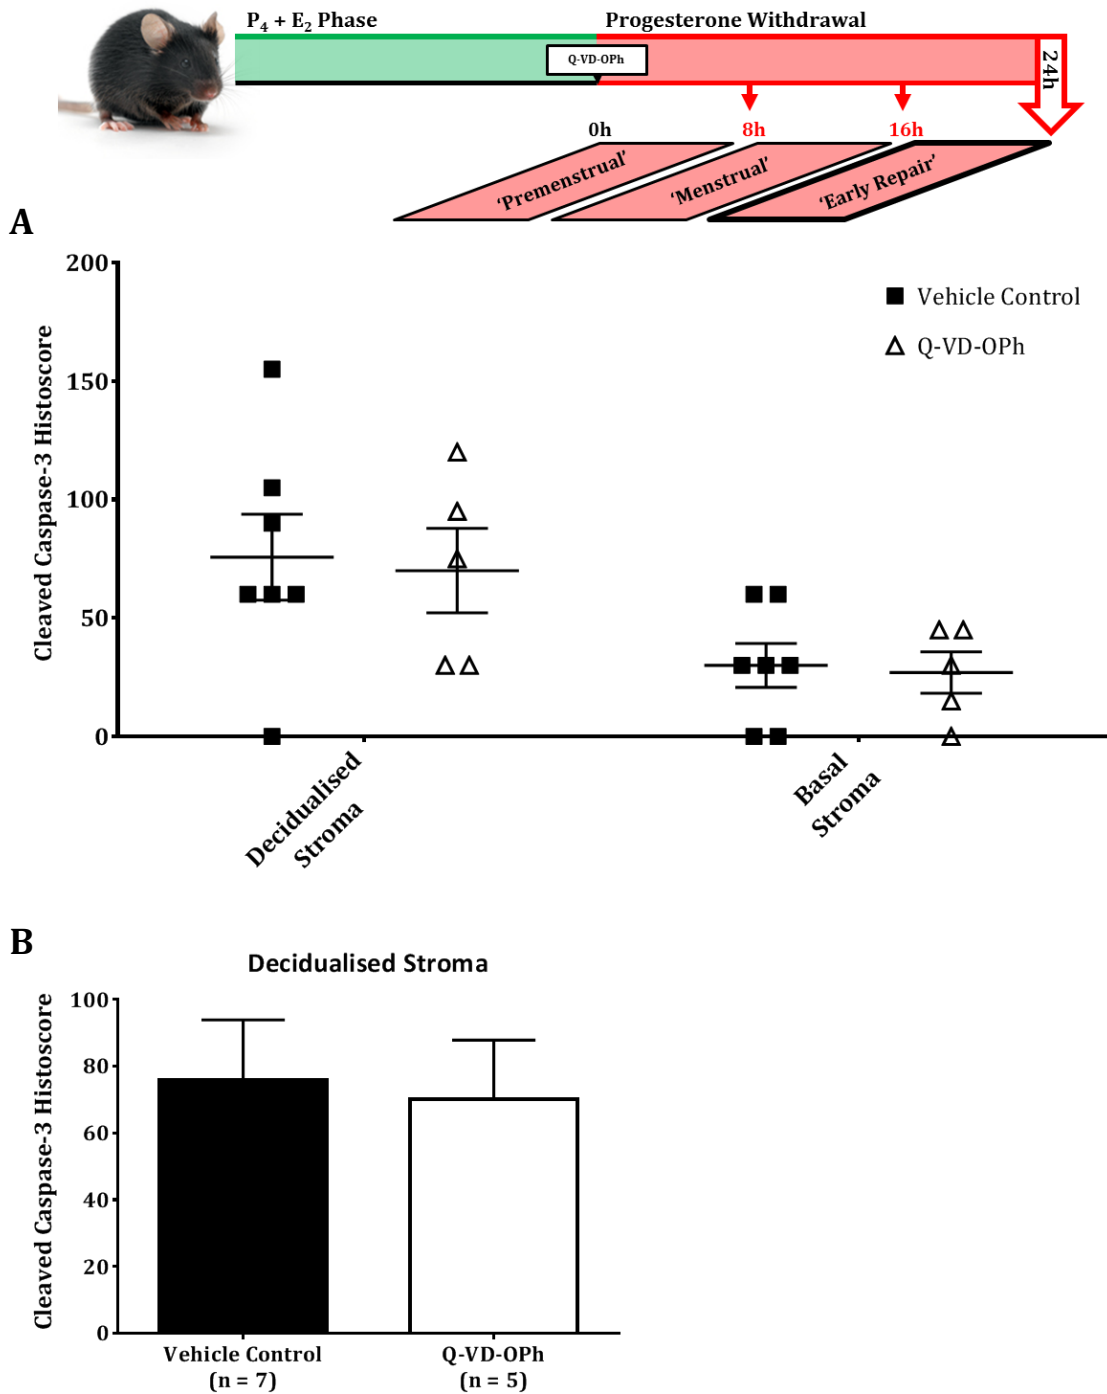 P₄ + E₂ Phase
Progesterone Withdrawal
Q-VD-OPh
24h
0h
8h
16h
‘Premenstrual’
‘Menstrual’
‘Early Repair’
A
200
150
100
50
0
Cleaved Caspase-3 Histoscore
Vehicle Control
Q-VD-OPh
Decidualised
Stroma
Basal
Stroma
B
Decidualised Stroma
100
80
60
40
20
0
Cleaved Caspase-3 Histoscore
Vehicle Control
(n = 7)
Q-VD-OPh
(n = 5)